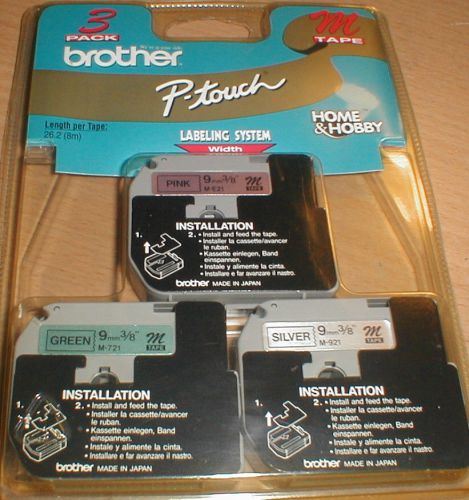 3
PACK
M
TAPE
brother
P-touch
Length per Tape:
26.2 (8m)
HOME
& HOBBY
LABELING SYSTEM
Width
PINK 9mm 3/8" M
M-E21 TAPE
INSTALLATION
1. 2. • Install and feed the tape.
• Installer la cassette/avancer
le ruban.
• Kassette einlegen, Band
einspannen.
• Instale y alimente la cinta.
• Installare e far avanzare il nastro.
brother MADE IN JAPAN
GREEN 9mm 3/8" M
M-721 TAPE
INSTALLATION
1. 2. • Install and feed the tape.
• Installer la cassette/avancer
le ruban.
• Kassette einlegen, Band
einspannen.
• Instale y alimente la cinta.
• Installare e far avanzare il nastro.
brother MADE IN JAPAN
SILVER 9mm 3/8" M
M-921 TAPE
INSTALLATION
1. 2. • Install and feed the tape.
• Installer la cassette/avancer
le ruban.
• Kassette einlegen, Band
einspannen.
• Instale y alimente la cinta.
• Installare e far avanzare il nastro.
brother MADE IN JAPAN